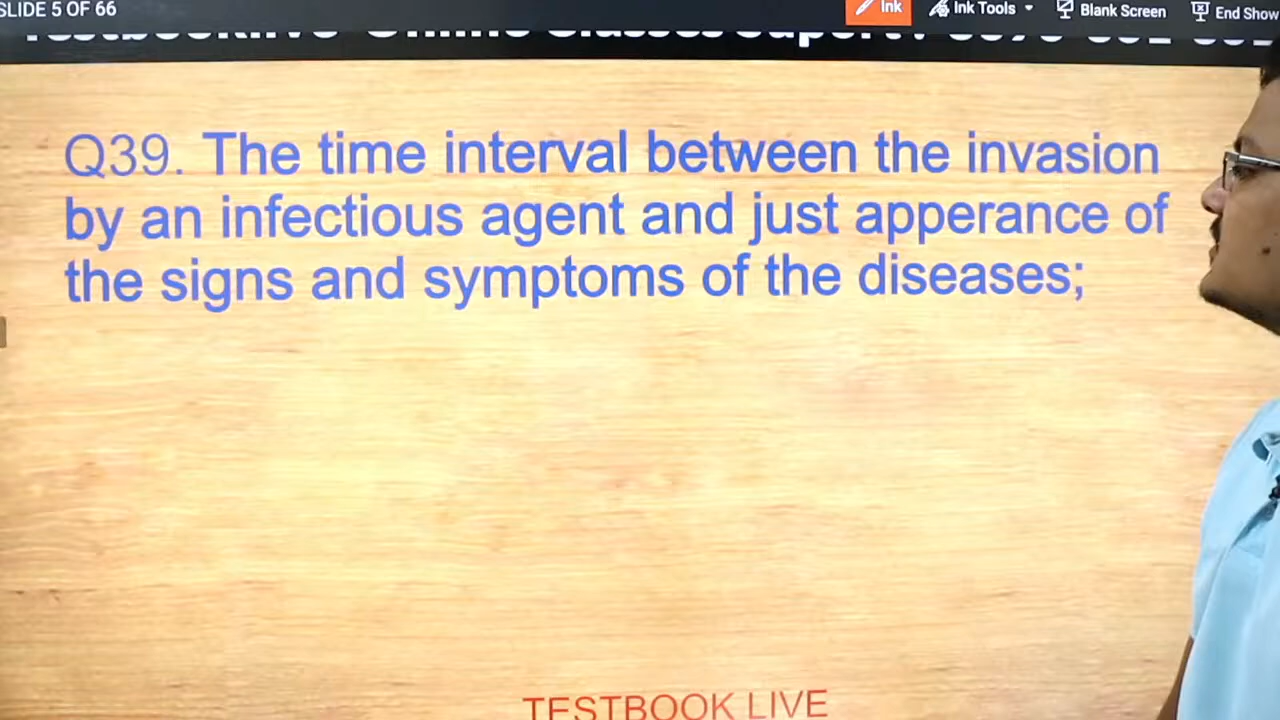 SLIDE 5 OF 66
Ink
Ink Tools
Blank Screen
End Show
Q39. The time interval between the invasion
by an infectious agent and just apperance of
the signs and symptoms of the diseases;
TESTBOOK LIVE